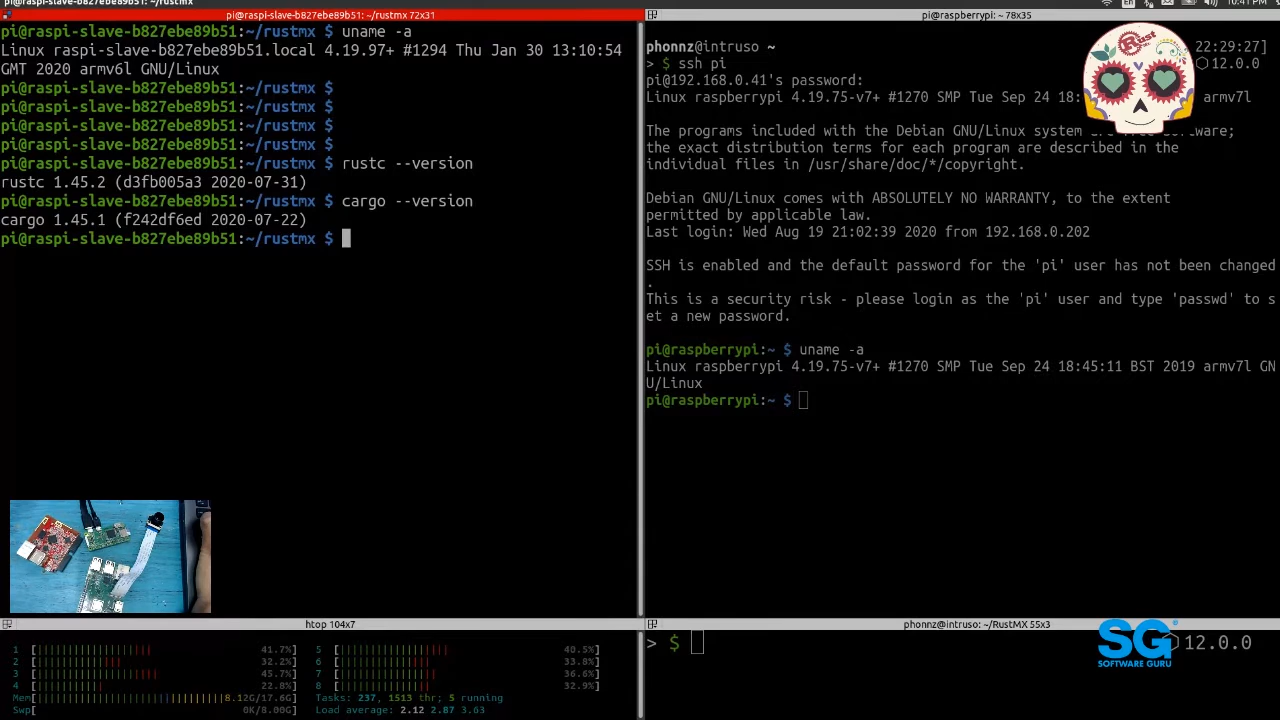 pi@raspi-slave-b827ebe89b51: ~/rustmx
En
10:41 PM
pi@raspi-slave-b827ebe89b51: ~/rustmx 72x31
pi@raspi-slave-b827ebe89b51:~/rustmx $ uname -a
Linux raspi-slave-b827ebe89b51.local 4.19.97+ #1294 Thu Jan 30 13:10:54
GMT 2020 armv6l GNU/Linux
pi@raspi-slave-b827ebe89b51:~/rustmx $
pi@raspi-slave-b827ebe89b51:~/rustmx $
pi@raspi-slave-b827ebe89b51:~/rustmx $
pi@raspi-slave-b827ebe89b51:~/rustmx $
pi@raspi-slave-b827ebe89b51:~/rustmx $ rustc --version
rustc 1.45.2 (d3fb005a3 2020-07-31)
pi@raspi-slave-b827ebe89b51:~/rustmx $ cargo --version
cargo 1.45.1 (f242df6ed 2020-07-22)
pi@raspi-slave-b827ebe89b51:~/rustmx $
pi@raspberrypi: ~ 78x35
phonnz@intruso ~ 22:29:27]
> $ ssh pi 12.0.0
pi@192.168.0.41's password:
Linux raspberrypi 4.19.75-v7+ #1270 SMP Tue Sep 24 18: armv7l
Rust
The programs included with the Debian GNU/Linux system are free software;
the exact distribution terms for each program are described in the
individual files in /usr/share/doc/*/copyright.
Debian GNU/Linux comes with ABSOLUTELY NO WARRANTY, to the extent
permitted by applicable law.
Last login: Wed Aug 19 21:02:39 2020 from 192.168.0.202
SSH is enabled and the default password for the 'pi' user has not been changed
.
This is a security risk - please login as the 'pi' user and type 'passwd' to s
et a new password.
pi@raspberrypi:~ $ uname -a
Linux raspberrypi 4.19.75-v7+ #1270 SMP Tue Sep 24 18:45:11 BST 2019 armv7l GN
U/Linux
pi@raspberrypi:~ $
htop 104x7
1 [ 41.7%] 5 [ 40.5%]
2 [ 32.2%] 6 [ 33.8%]
3 [ 45.7%] 7 [ 36.6%]
4 [ 22.8%] 8 [ 32.9%]
Mem[ 8.12G/17.6G] Tasks: 237, 1513 thr; 5 running
Swp[ 0K/8.00G] Load average: 2.12 2.87 3.63
phonnz@intruso: ~/RustMX 55x3
> $ 12.0.0
SG
SOFTWARE GURU